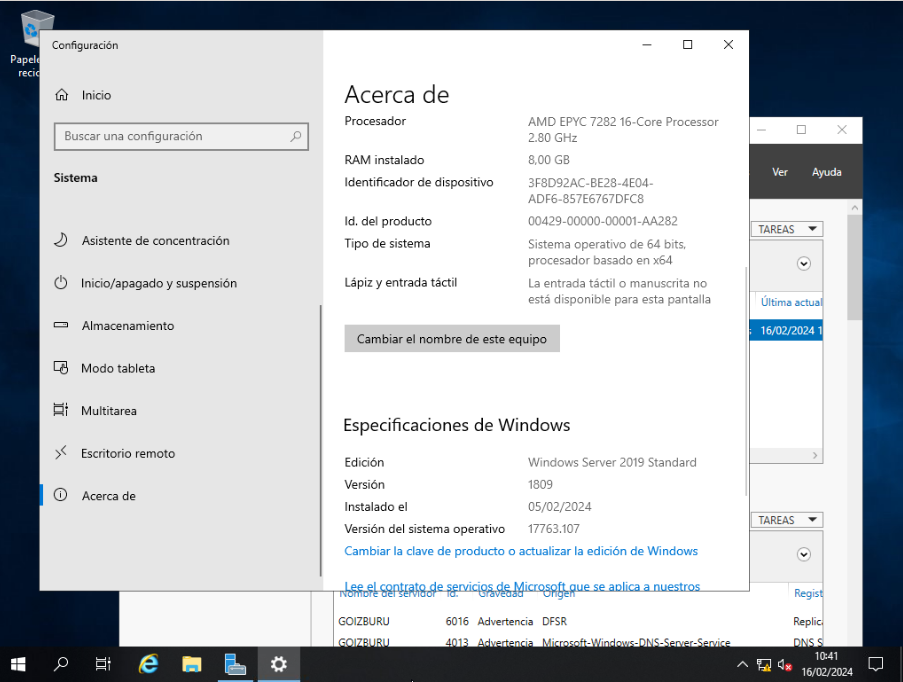 Papele
recic
Configuración
Inicio
Buscar una configuración
Sistema
Asistente de concentración
Inicio/apagado y suspensión
Almacenamiento
Modo tableta
Multitarea
Escritorio remoto
Acerca de
Acerca de
Procesador AMD EPYC 7282 16-Core Processor
2.80 GHz
RAM instalado 8,00 GB
Identificador de dispositivo 3F8D92AC-BE28-4E04-
ADF6-857E6767DFC8
Id. del producto 00429-00000-00001-AA282
Tipo de sistema Sistema operativo de 64 bits,
procesador basado en x64
Lápiz y entrada táctil La entrada táctil o manuscrita no
está disponible para esta pantalla
Cambiar el nombre de este equipo
Especificaciones de Windows
Edición Windows Server 2019 Standard
Versión 1809
Instalado el 05/02/2024
Versión del sistema operativo 17763.107
Cambiar la clave de producto o actualizar la edición de Windows
Lee el contrato de servicios de Microsoft que se aplica a nuestros
Ver Ayuda
TAREAS
Última actual
16/02/2024 1
TAREAS
Nombre del servidor Id. Gravedad Origen Regist
GOIZBURU 6016 Advertencia DFSR Replic
GOIZBURU 4013 Advertencia Microsoft-Windows-DNS-Server-Service DNS S
10:41
16/02/2024